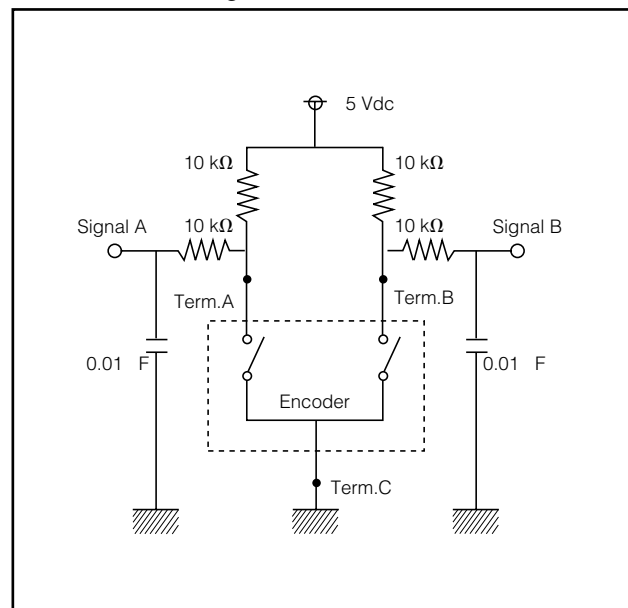 5 Vdc
10 kΩ 10 kΩ
10 kΩ 10 kΩ
Signal A Signal B
Term.A Term.B
0.01 F 0.01 F
Encoder
Term.C